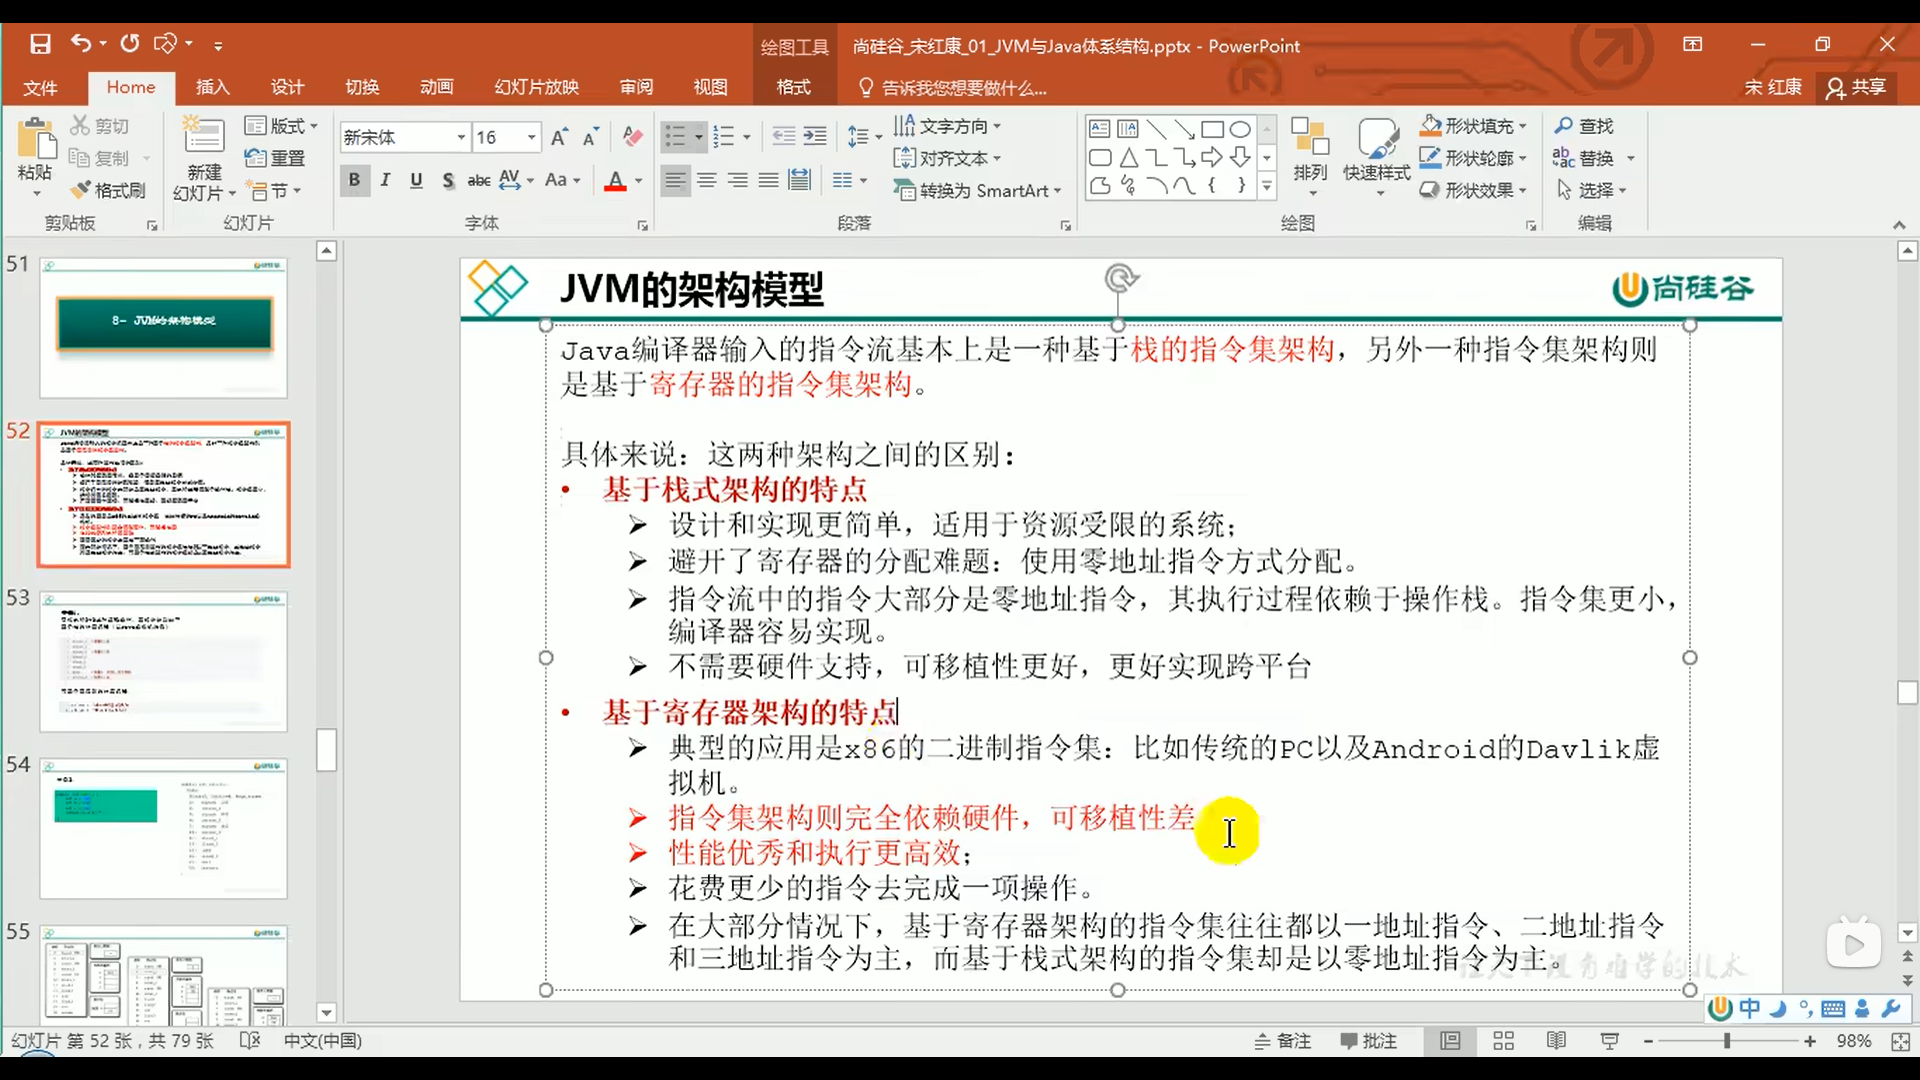 绘图工具
尚硅谷_宋红康_01_JVM与Java体系结构.pptx - PowerPoint
文件 Home 插入 设计 切换 动画 幻灯片放映 审阅 视图 格式 告诉我您想要做什么... 宋 红康 共享
粘贴 剪切 复制 格式刷 剪贴板
新建 幻灯片 版式 重置 节 幻灯片
新宋体 16 字体
文字方向 对齐文本 转换为 SmartArt 段落
排列 快速样式 形状填充 形状轮廓 形状效果 绘图
查找 替换 选择 编辑
51
8- JVM的架构模型
52
53
54
55
JVM的架构模型
尚硅谷
Java编译器输入的指令流基本上是一种基于栈的指令集架构，另外一种指令集架构则
是基于寄存器的指令集架构。
具体来说：这两种架构之间的区别：
• 基于栈式架构的特点
➢ 设计和实现更简单，适用于资源受限的系统；
➢ 避开了寄存器的分配难题：使用零地址指令方式分配。
➢ 指令流中的指令大部分是零地址指令，其执行过程依赖于操作栈。指令集更小，
编译器容易实现。
➢ 不需要硬件支持，可移植性更好，更好实现跨平台
• 基于寄存器架构的特点
➢ 典型的应用是x86的二进制指令集：比如传统的PC以及Android的Davlik虚
拟机。
➢ 指令集架构则完全依赖硬件，可移植性差
➢ 性能优秀和执行更高效；
➢ 花费更少的指令去完成一项操作。
➢ 在大部分情况下，基于寄存器架构的指令集往往都以一地址指令、二地址指令
和三地址指令为主，而基于栈式架构的指令集却是以零地址指令为主。
中
幻灯片 第 52 张，共 79 张 中文(中国) 备注 批注 98%